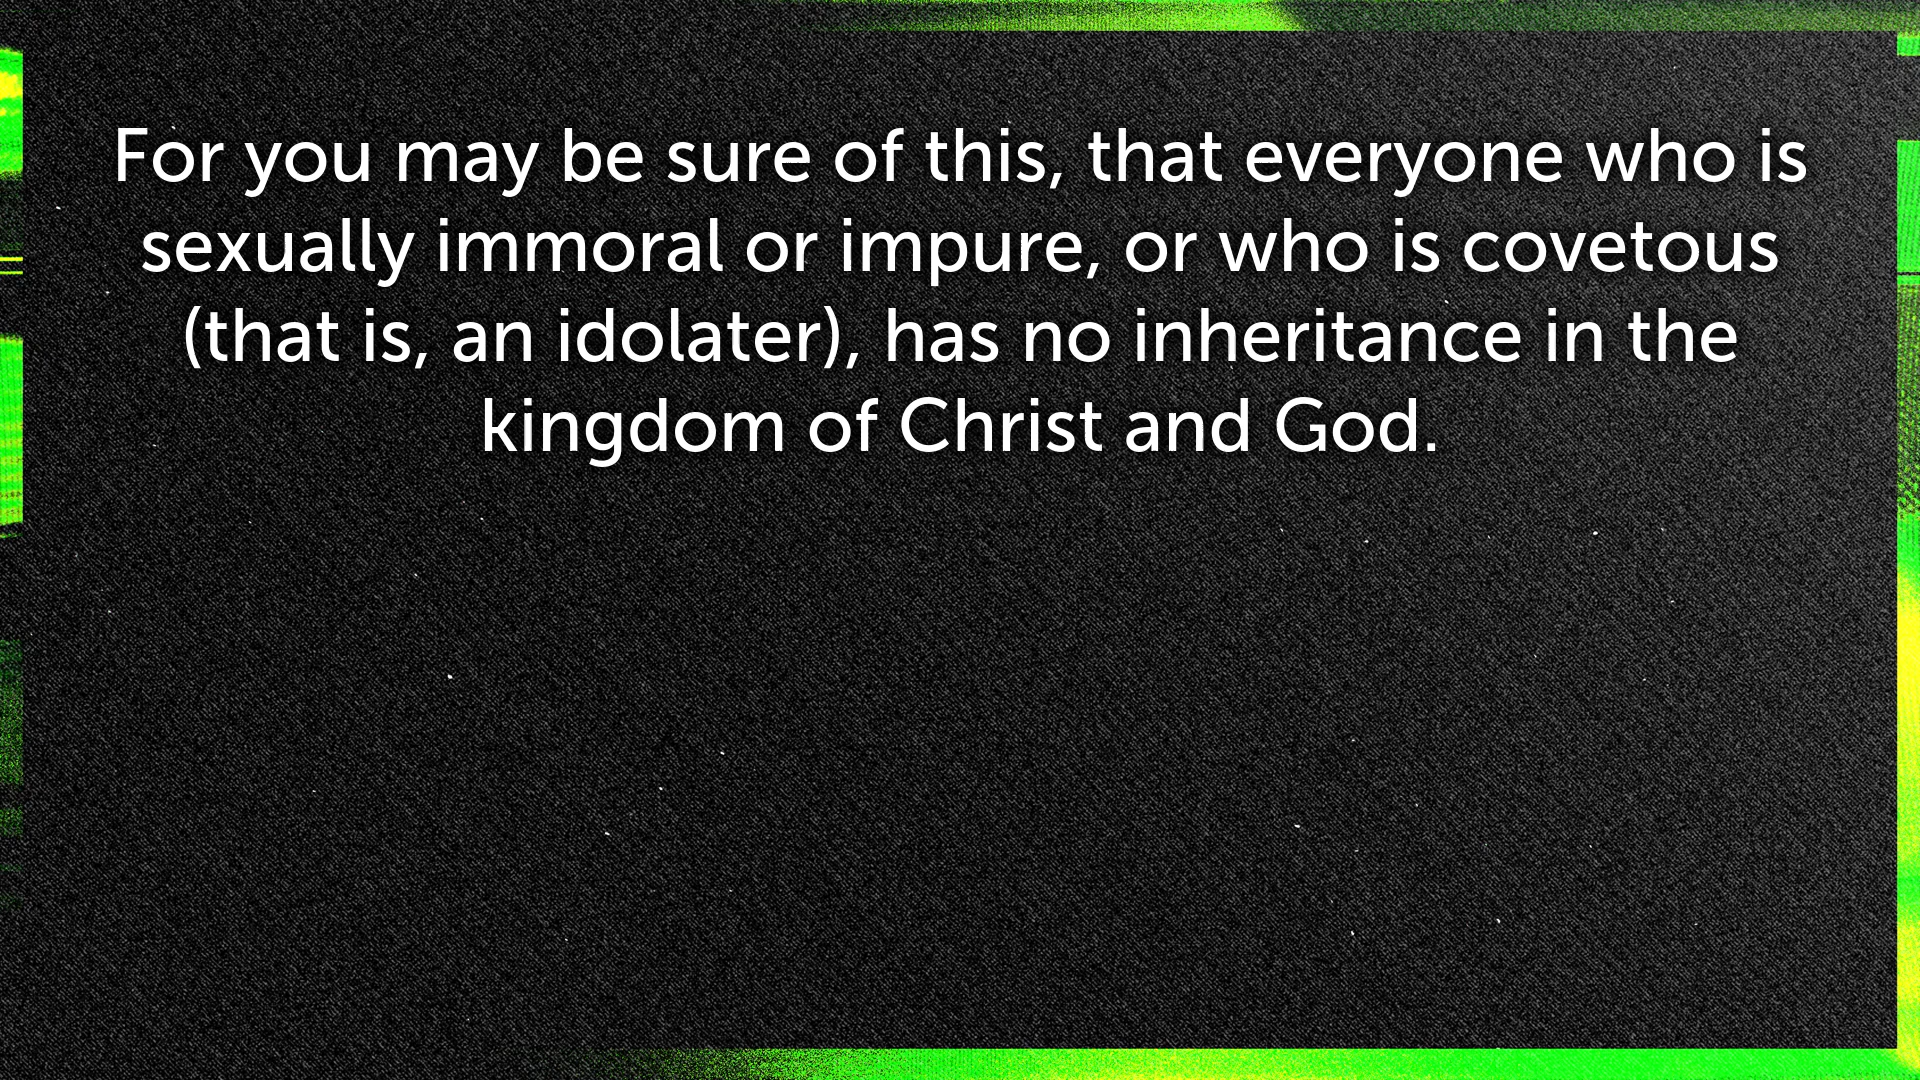 For you may be sure of this, that everyone who is
sexually immoral or impure, or who is covetous
(that is, an idolater), has no inheritance in the
kingdom of Christ and God.